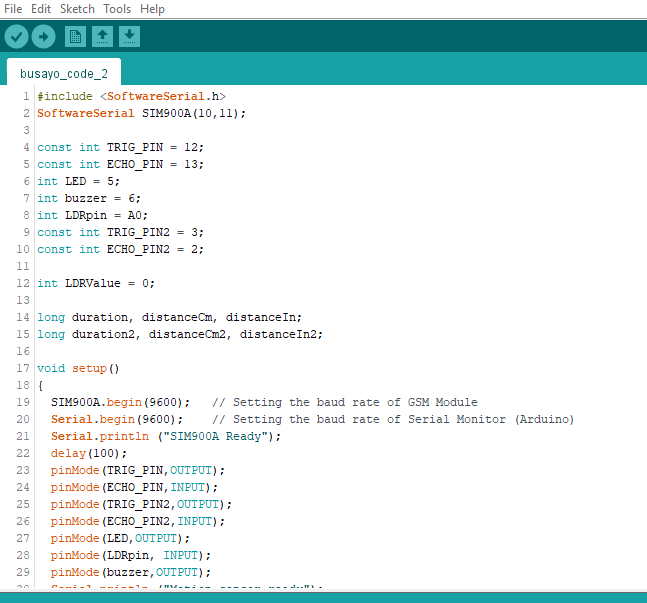 File Edit Sketch Tools Help
busayo_code_2
1 #include <SoftwareSerial.h>
2 SoftwareSerial SIM900A(10,11);
3
4 const int TRIG_PIN = 12;
5 const int ECHO_PIN = 13;
6 int LED = 5;
7 int buzzer = 6;
8 int LDRpin = A0;
9 const int TRIG_PIN2 = 3;
10 const int ECHO_PIN2 = 2;
11
12 int LDRValue = 0;
13
14 long duration, distanceCm, distanceIn;
15 long duration2, distanceCm2, distanceIn2;
16
17 void setup()
18 {
19 SIM900A.begin(9600); // Setting the baud rate of GSM Module
20 Serial.begin(9600); // Setting the baud rate of Serial Monitor (Arduino)
21 Serial.println ("SIM900A Ready");
22 delay(100);
23 pinMode(TRIG_PIN,OUTPUT);
24 pinMode(ECHO_PIN,INPUT);
25 pinMode(TRIG_PIN2,OUTPUT);
26 pinMode(ECHO_PIN2,INPUT);
27 pinMode(LED,OUTPUT);
28 pinMode(LDRpin, INPUT);
29 pinMode(buzzer,OUTPUT);
30 Serial.println ("Motion sensor ready");